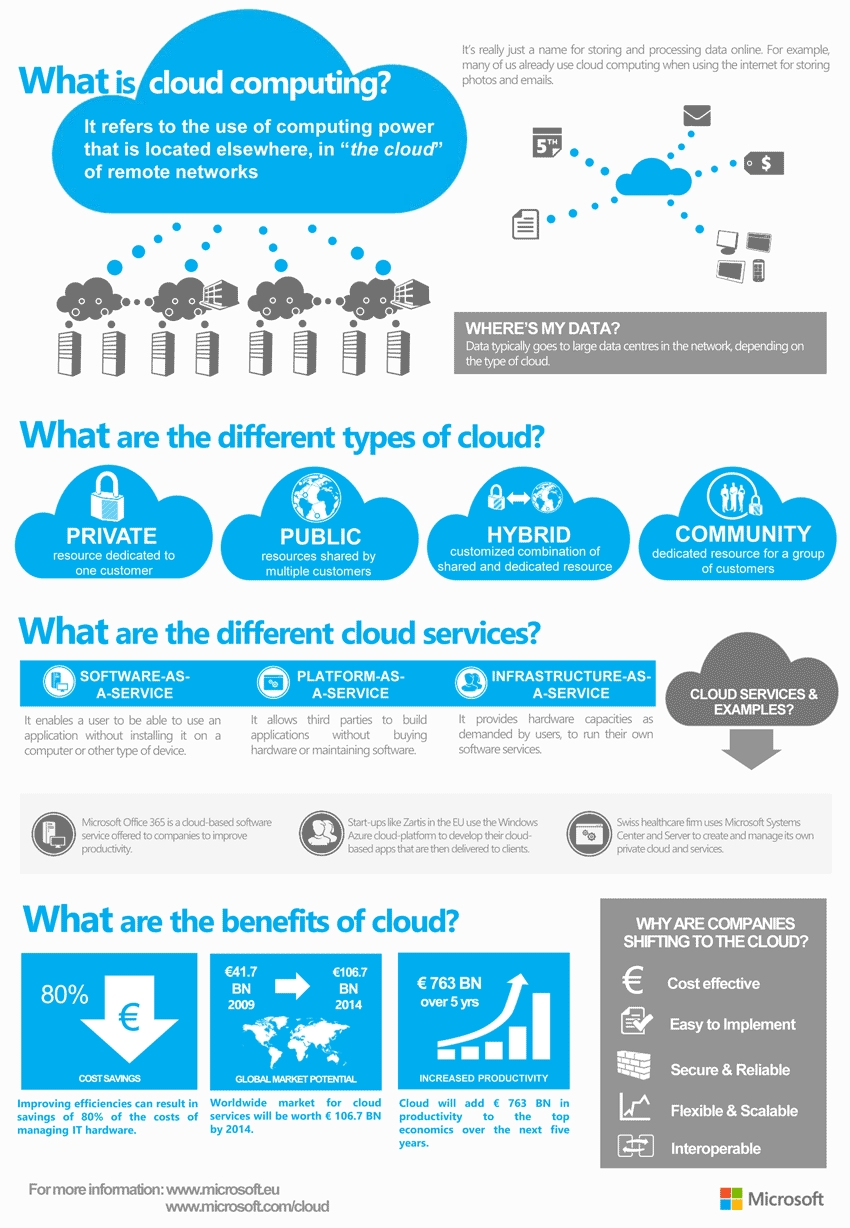 What is cloud computing?
It refers to the use of computing power
that is located elsewhere, in “the cloud”
of remote networks
It's really just a name for storing and processing data online. For example,
many of us already use cloud computing when using the internet for storing
photos and emails.
5TH
$
WHERE'S MY DATA?
Data typically goes to large data centres in the network, depending on
the type of cloud.
What are the different types of cloud?
PRIVATE
resource dedicated to
one customer
PUBLIC
resources shared by
multiple customers
HYBRID
customized combination of
shared and dedicated resource
COMMUNITY
dedicated resource for a group
of customers
What are the different cloud services?
SOFTWARE-AS-
A-SERVICE
It enables a user to be able to use an
application without installing it on a
computer or other type of device.
PLATFORM-AS-
A-SERVICE
It allows third parties to build
applications without buying
hardware or maintaining software.
INFRASTRUCTURE-AS-
A-SERVICE
It provides hardware capacities as
demanded by users, to run their own
software services.
CLOUD SERVICES &
EXAMPLES?
Microsoft Office 365 is a cloud-based software
service offered to companies to improve
productivity.
Start-ups like Zartis in the EU use the Windows
Azure cloud-platform to develop their cloud-
based apps that are then delivered to clients.
Swiss healthcare firm uses Microsoft Systems
Center and Server to create and manage its own
private cloud and services.
What are the benefits of cloud?
80%
€
COST SAVINGS
Improving efficiencies can result in
savings of 80% of the costs of
managing IT hardware.
€41.7
BN
2009
€106.7
BN
2014
GLOBAL MARKET POTENTIAL
Worldwide market for cloud
services will be worth € 106.7 BN
by 2014.
€ 763 BN
over 5 yrs
INCREASED PRODUCTIVITY
Cloud will add € 763 BN in
productivity to the top
economics over the next five
years.
WHY ARE COMPANIES
SHIFTING TO THE CLOUD?
€ Cost effective
Easy to Implement
Secure & Reliable
Flexible & Scalable
Interoperable
For more information: www.microsoft.eu
www.microsoft.com/cloud
Microsoft